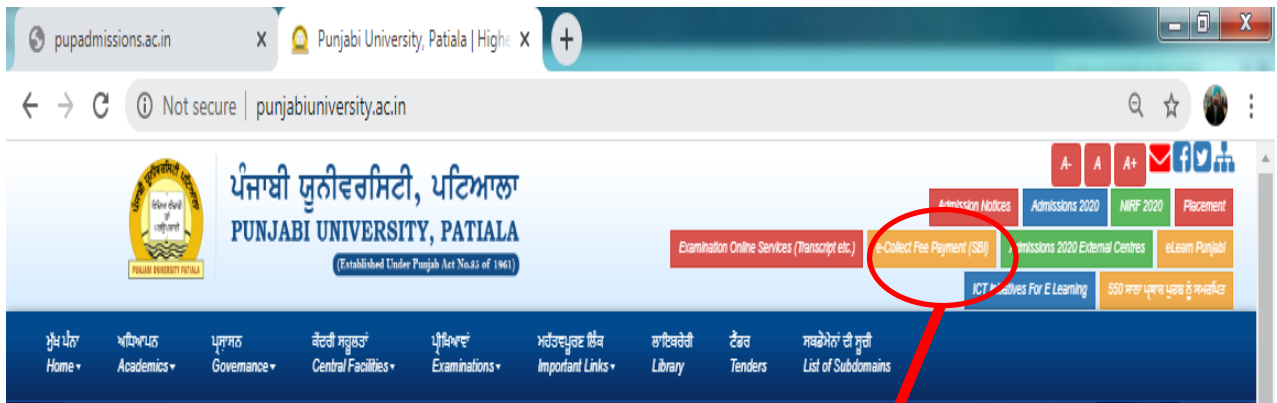 pupadmissions.ac.in
Punjabi University, Patiala | Highe
Not secure | punjabiuniversity.ac.in
A- A A+
ਪੰਜਾਬੀ ਯੂਨੀਵਰਸਿਟੀ, ਪਟਿਆਲਾ
PUNJABI UNIVERSITY, PATIALA
(Established Under Punjab Act No.35 of 1961)
PUNJABI UNIVERSITY PATIALA
Admission Notices Admissions 2020 NIRF 2020 Placement
Examination Online Services (Transcript etc.) e-Collect Fee Payment (SBI) Admissions 2020 External Centres eLearn Punjabi
ICT Initiatives For E Learning 550 ਸਾਲਾ ਪ੍ਰਕਾਸ਼ ਪੁਰਬ ਨੂੰ ਸਮਰਪਿਤ
ਮੁੱਖ ਪੰਨਾ ਅਧਿਆਪਨ ਪ੍ਰਸਾਸਨ ਕੇਂਦਰੀ ਸਹੂਲਤਾਂ ਪ੍ਰੀਖਿਆਵਾਂ ਮਹੱਤਵਪੂਰਣ ਲਿੰਕ ਲਾਇਬਰੇਰੀ ਟੈਂਡਰ ਸਬਡੋਮੇਨਾਂ ਦੀ ਸੂਚੀ
Home Academics Governance Central Facilities Examinations Important Links Library Tenders List of Subdomains